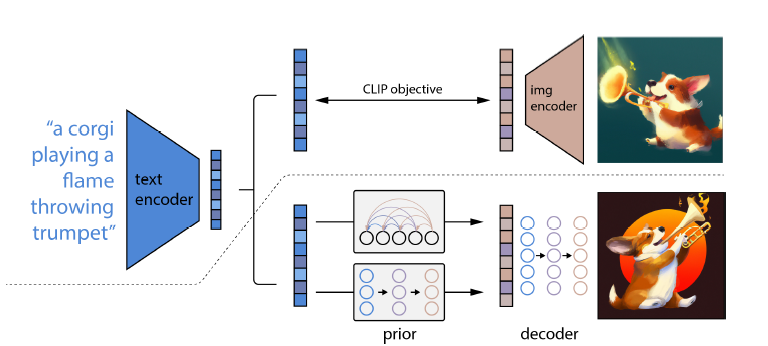 "a corgi
playing a
flame
throwing
trumpet"
text
encoder
CLIP objective
img
encoder
prior
decoder